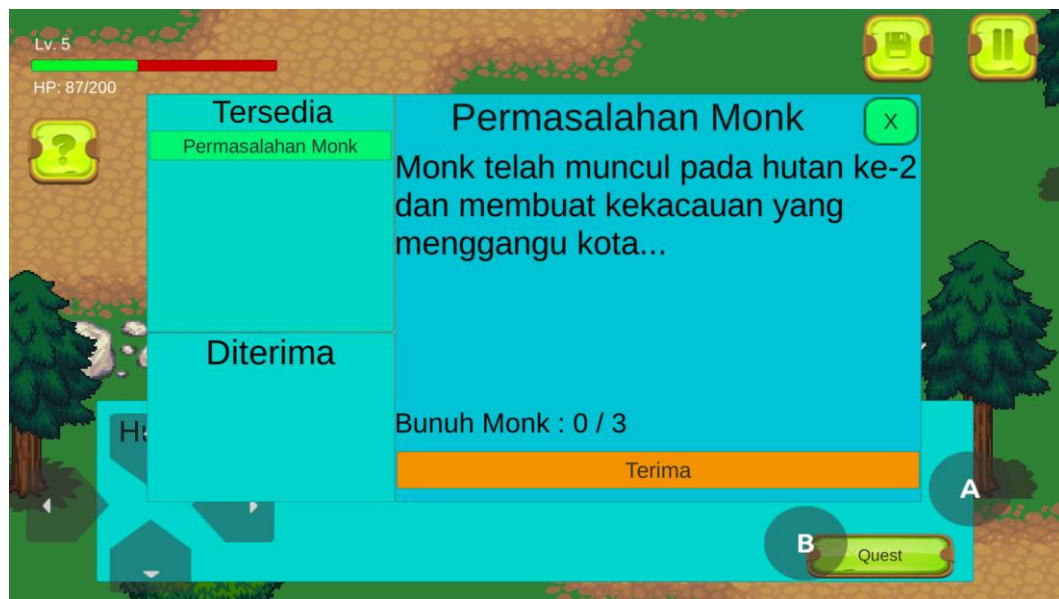 Lv. 5
HP: 87/200
?
Tersedia
Permasalahan Monk
Diterima
Permasalahan Monk
X
Monk telah muncul pada hutan ke-2
dan membuat kekacauan yang
menggangu kota...
Bunuh Monk : 0 / 3
Terima
A
B
Quest